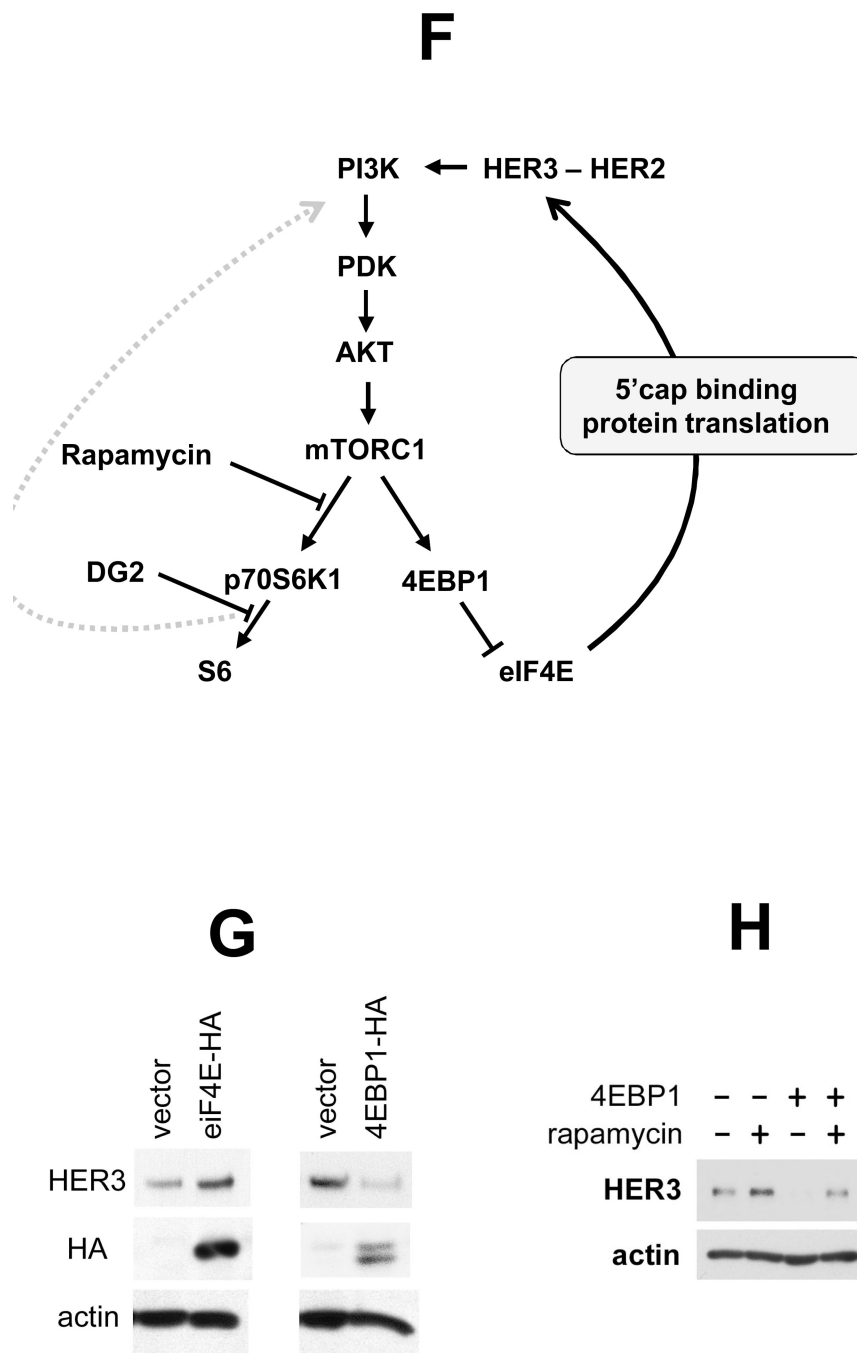 F
PI3K
HER3 – HER2
PDK
AKT
5'cap binding
protein translation
Rapamycin
mTORC1
DG2
p70S6K1
4EBP1
S6
eIF4E
G
H
vector
eiF4E-HA
vector
4EBP1-HA
HER3
HA
actin
4EBP1 – – + +
rapamycin – + – +
HER3
actin